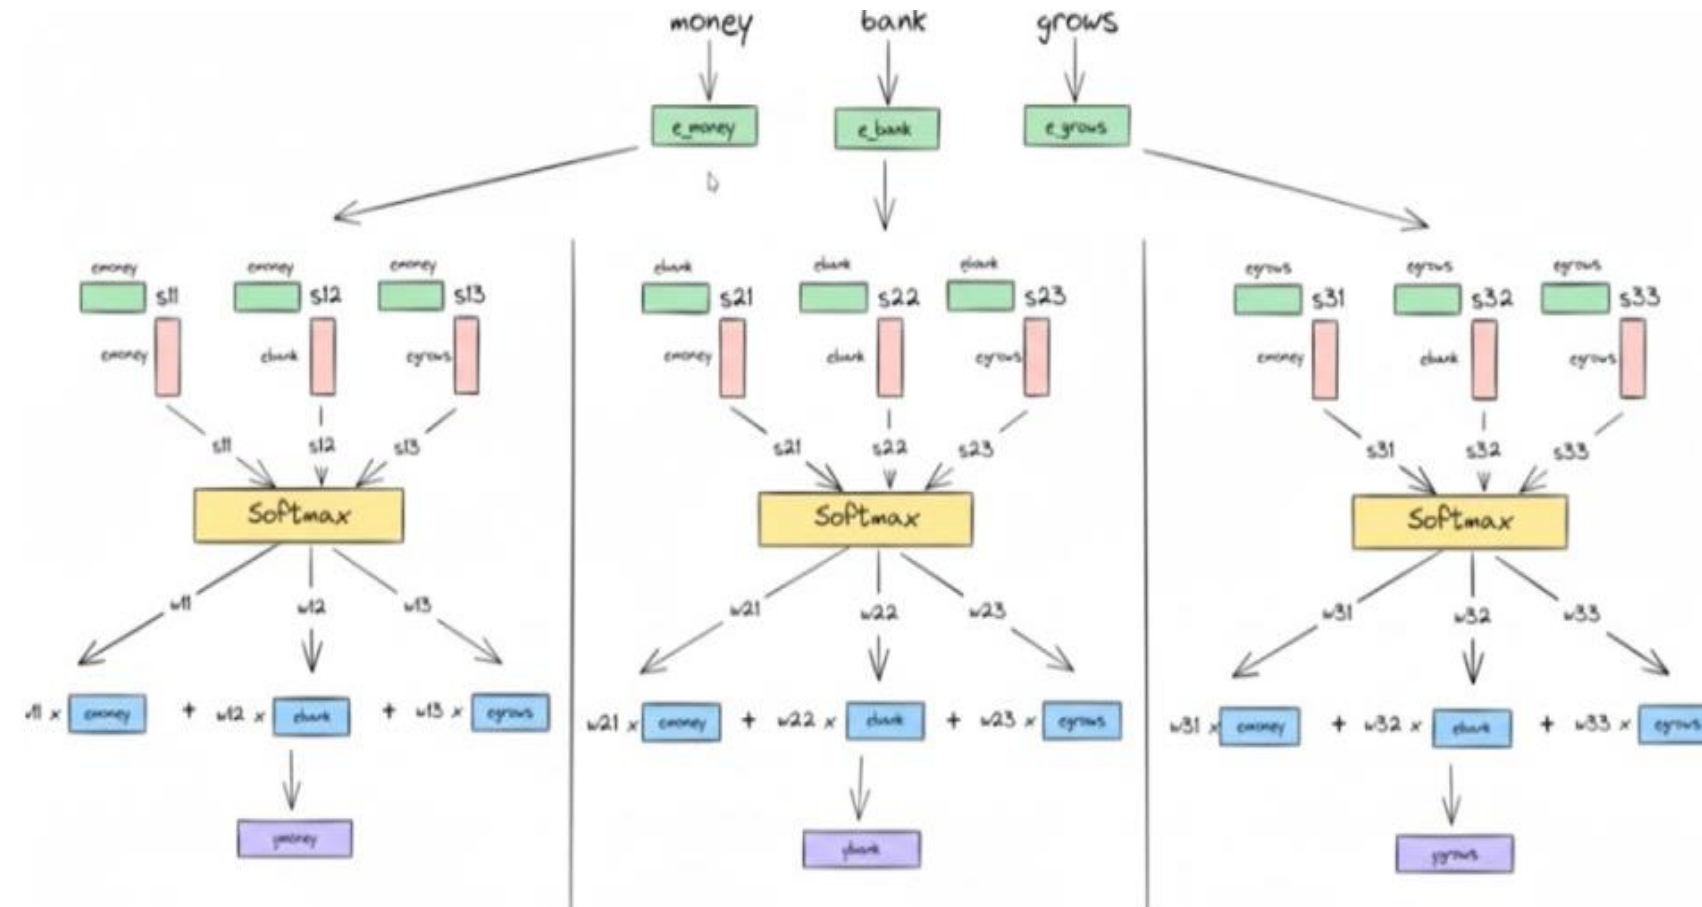 money bank grows
e_money e_bank e_grows
emoney emoney emoney
s11 s12 s13
emoney ebank egrows
s11 s12 s13
Softmax
w11 w12 w13
w11 x emoney + w12 x ebank + w13 x egrows
ymoney
ebank ebank ebank
s21 s22 s23
emoney ebank egrows
s21 s22 s23
Softmax
w21 w22 w23
w21 x emoney + w22 x ebank + w23 x egrows
ybank
egrows egrows egrows
s31 s32 s33
emoney ebank egrows
s31 s32 s33
Softmax
w31 w32 w33
w31 x emoney + w32 x ebank + w33 x egrows
ygrows